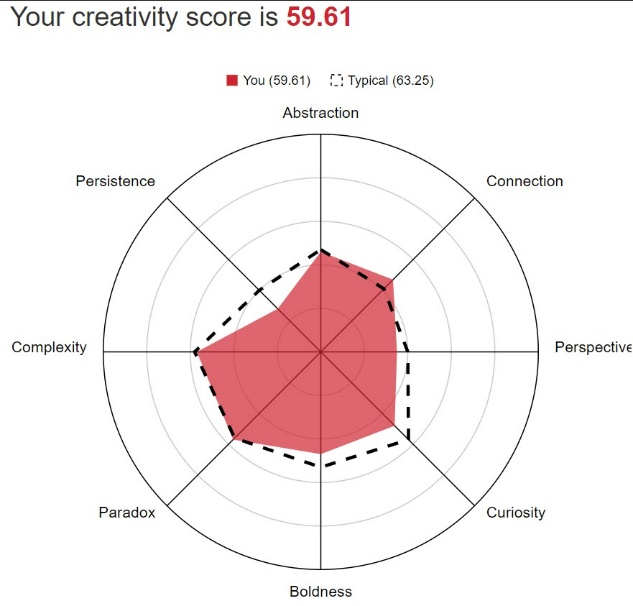 Your creativity score is 59.61
You (59.61) Typical (63.25)
Abstraction
Persistence Connection
Complexity Perspective
Paradox Curiosity
Boldness